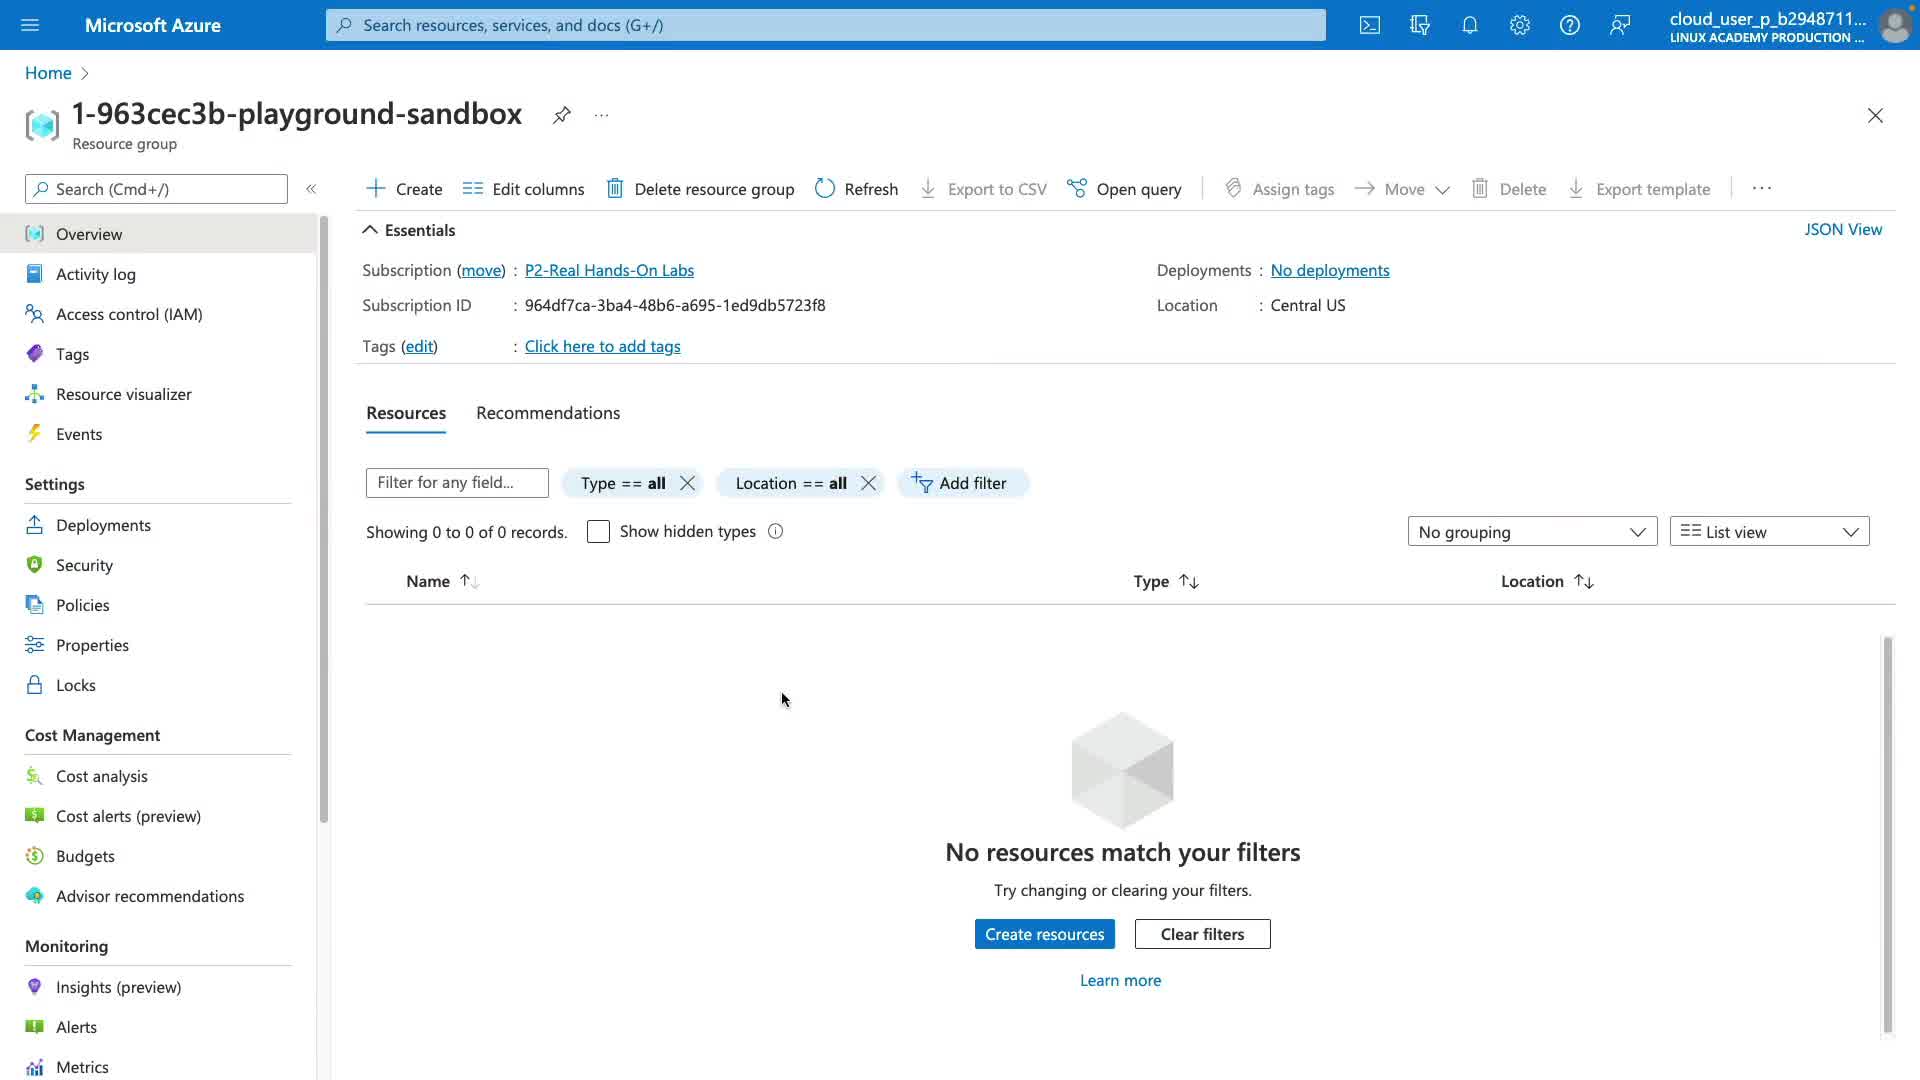 Microsoft Azure
Search resources, services, and docs (G+/)
cloud_user_p_b2948711...
LINUX ACADEMY PRODUCTION ...
Home
1-963cec3b-playground-sandbox
...
Resource group
Search (Cmd+/)
«
Create
Edit columns
Delete resource group
Refresh
Export to CSV
Open query
Assign tags
Move
Delete
Export template
...
Overview
Activity log
Access control (IAM)
Tags
Resource visualizer
Events
Settings
Deployments
Security
Policies
Properties
Locks
Cost Management
Cost analysis
Cost alerts (preview)
Budgets
Advisor recommendations
Monitoring
Insights (preview)
Alerts
Metrics
Essentials
JSON View
Subscription (move) : P2-Real Hands-On Labs
Deployments : No deployments
Subscription ID : 964df7ca-3ba4-48b6-a695-1ed9db5723f8
Location : Central US
Tags (edit) : Click here to add tags
Resources
Recommendations
Filter for any field...
Type == all
Location == all
Add filter
Showing 0 to 0 of 0 records.
Show hidden types
No grouping
List view
Name ↑↓
Type ↑↓
Location ↑↓
No resources match your filters
Try changing or clearing your filters.
Create resources
Clear filters
Learn more